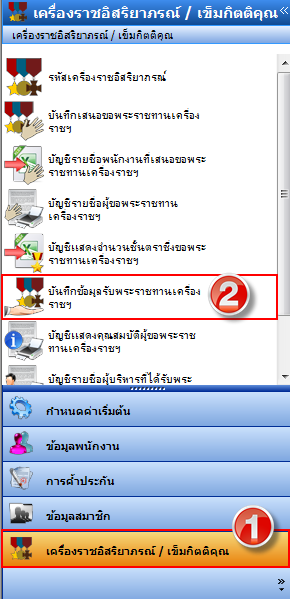 เครื่องราชอิสริยาภรณ์ / เข็มกิตติคุณ «
เครื่องราชอิสริยาภรณ์ / เข็มกิตติคุณ
รหัสเครื่องราชอิสริยาภรณ์
บันทึกเสนอขอพระราชทานเครื่อง
ราชฯ
บัญชีรายชื่อพนักงานที่เสนอขอพระ
ราชทานเครื่องราชฯ
บัญชีรายชื่อผู้ขอพระราชทาน
เครื่องราชฯ
บัญชีแสดงจำนวนชั้นตราซึ่งขอพระ
ราชทานเครื่องราชฯ
บันทึกข้อมูลรับพระราชทานเครื่อง
ราชฯ
2
บัญชีแสดงคุณสมบัติผู้ขอพระราช
ทานเครื่องราชฯ
บัญชีรายชื่อผู้บริหารที่ได้รับพระ
กำหนดค่าเริ่มต้น
ข้อมูลพนักงาน
การค้ำประกัน
ข้อมูลสมาชิก
1
เครื่องราชอิสริยาภรณ์ / เข็มกิตติคุณ
»